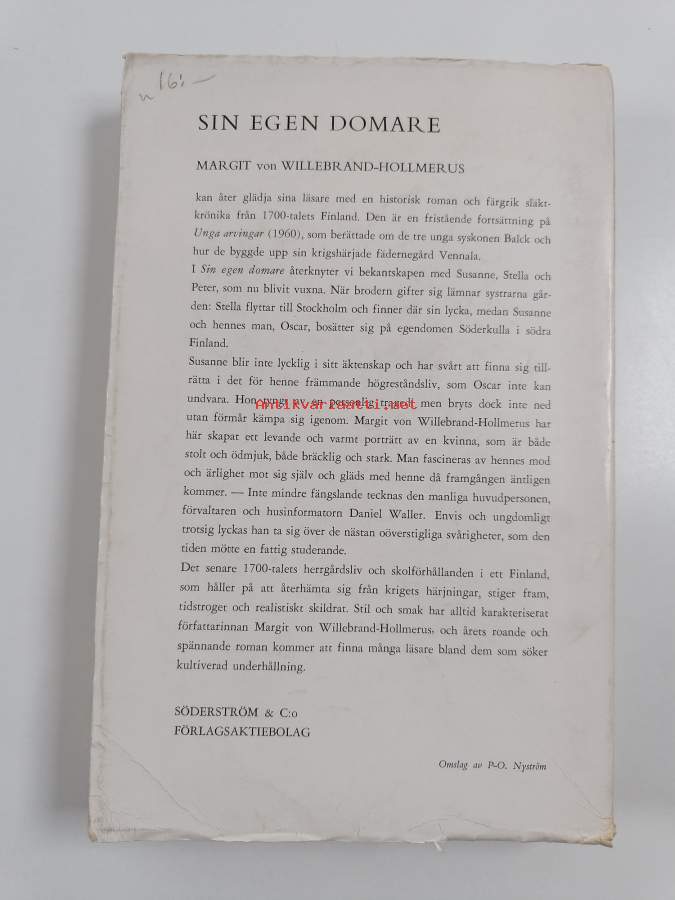 16:-
SIN EGEN DOMARE
MARGIT von WILLEBRAND-HOLLMERUS
kan åter glädja sina läsare med en historisk roman och färgrik släkt-
krönika från 1700-talets Finland. Den är en fristående fortsättning på
Unga arvingar (1960), som berättade om de tre unga syskonen Balck och
hur de byggde upp sin krigshärjade fädernegård Vennala.
I Sin egen domare återknyter vi bekantskapen med Susanne, Stella och
Peter, som nu blivit vuxna. När brodern gifter sig lämnar systrarna går-
den: Stella flyttar till Stockholm och finner där sin lycka, medan Susanne
och hennes man, Oscar, bosätter sig på egendomen Söderkulla i södra
Finland.
Susanne blir inte lycklig i sitt äktenskap och har svårt att finna sig till-
rätta i det för henne främmande högreståndsliv, som Oscar inte kan
undvara. Hon tyngs av en personlig tragedi men bryts dock inte ned
Antikvariaatti.net
utan förmår kämpa sig igenom. Margit von Willebrand-Hollmerus har
här skapat ett levande och varmt porträtt av en kvinna, som är både
stolt och ödmjuk, både bräcklig och stark. Man fascineras av hennes mod
och ärlighet mot sig själv och gläds med henne då framgången äntligen
kommer. — Inte mindre fängslande tecknas den manliga huvudpersonen,
förvaltaren och husinformatorn Daniel Waller. Envis och ungdomligt
trotsig lyckas han ta sig över de nästan oöverstigliga svårigheter, som den
tiden mötte en fattig studerande.
Det senare 1700-talets herrgårdsliv och skolförhållanden i ett Finland,
som håller på att återhämta sig från krigets härjningar, stiger fram,
tidstroget och realistiskt skildrat. Stil och smak har alltid karakteriserat
författarinnan Margit von Willebrand-Hollmerus, och årets roande och
spännande roman kommer att finna många läsare bland dem som söker
kultiverad underhållning.
SÖDERSTRÖM & C:o
FÖRLAGSAKTIEBOLAG
Omslag av P-O. Nyström